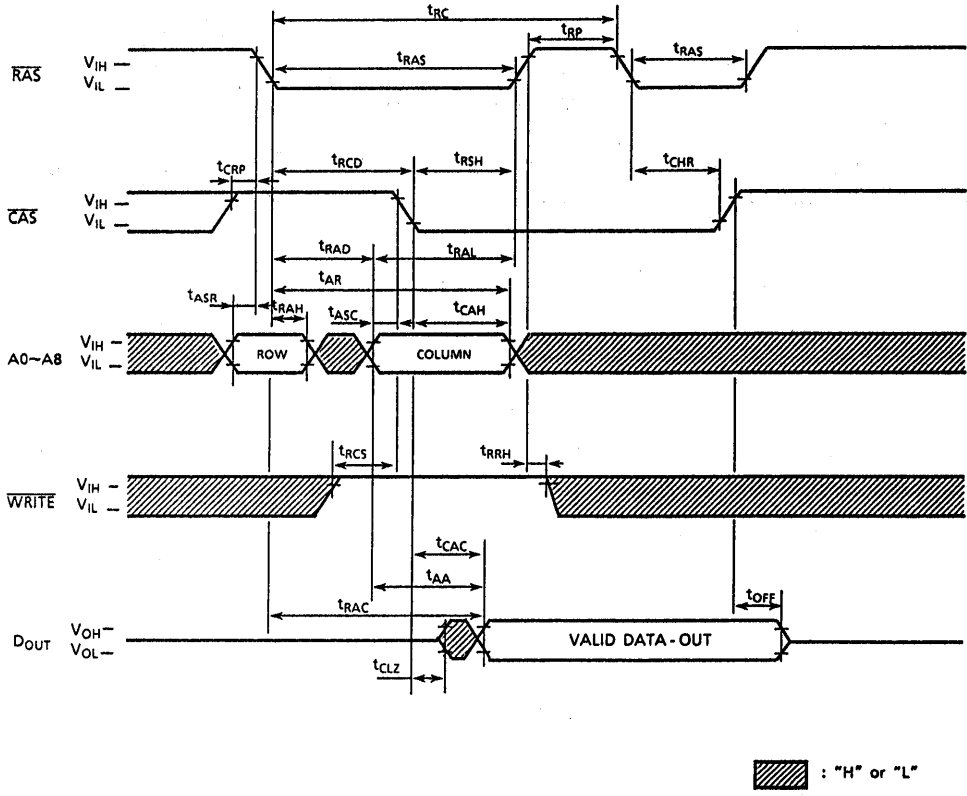 tRC
tRP
tRAS
tRAS
RAS
VIH
VIL
tCRP
tRCD
tRSH
tCHR
CAS
VIH
VIL
tRAD
tRAL
tAR
tASR
tRAH
tASC
tCAH
A0~A8
VIH
VIL
ROW
COLUMN
tRCS
tRRH
WRITE
VIH
VIL
tCAC
tAA
tRAC
tOFF
DOUT
VOH
VOL
VALID DATA-OUT
tCLZ
: "H" or "L"